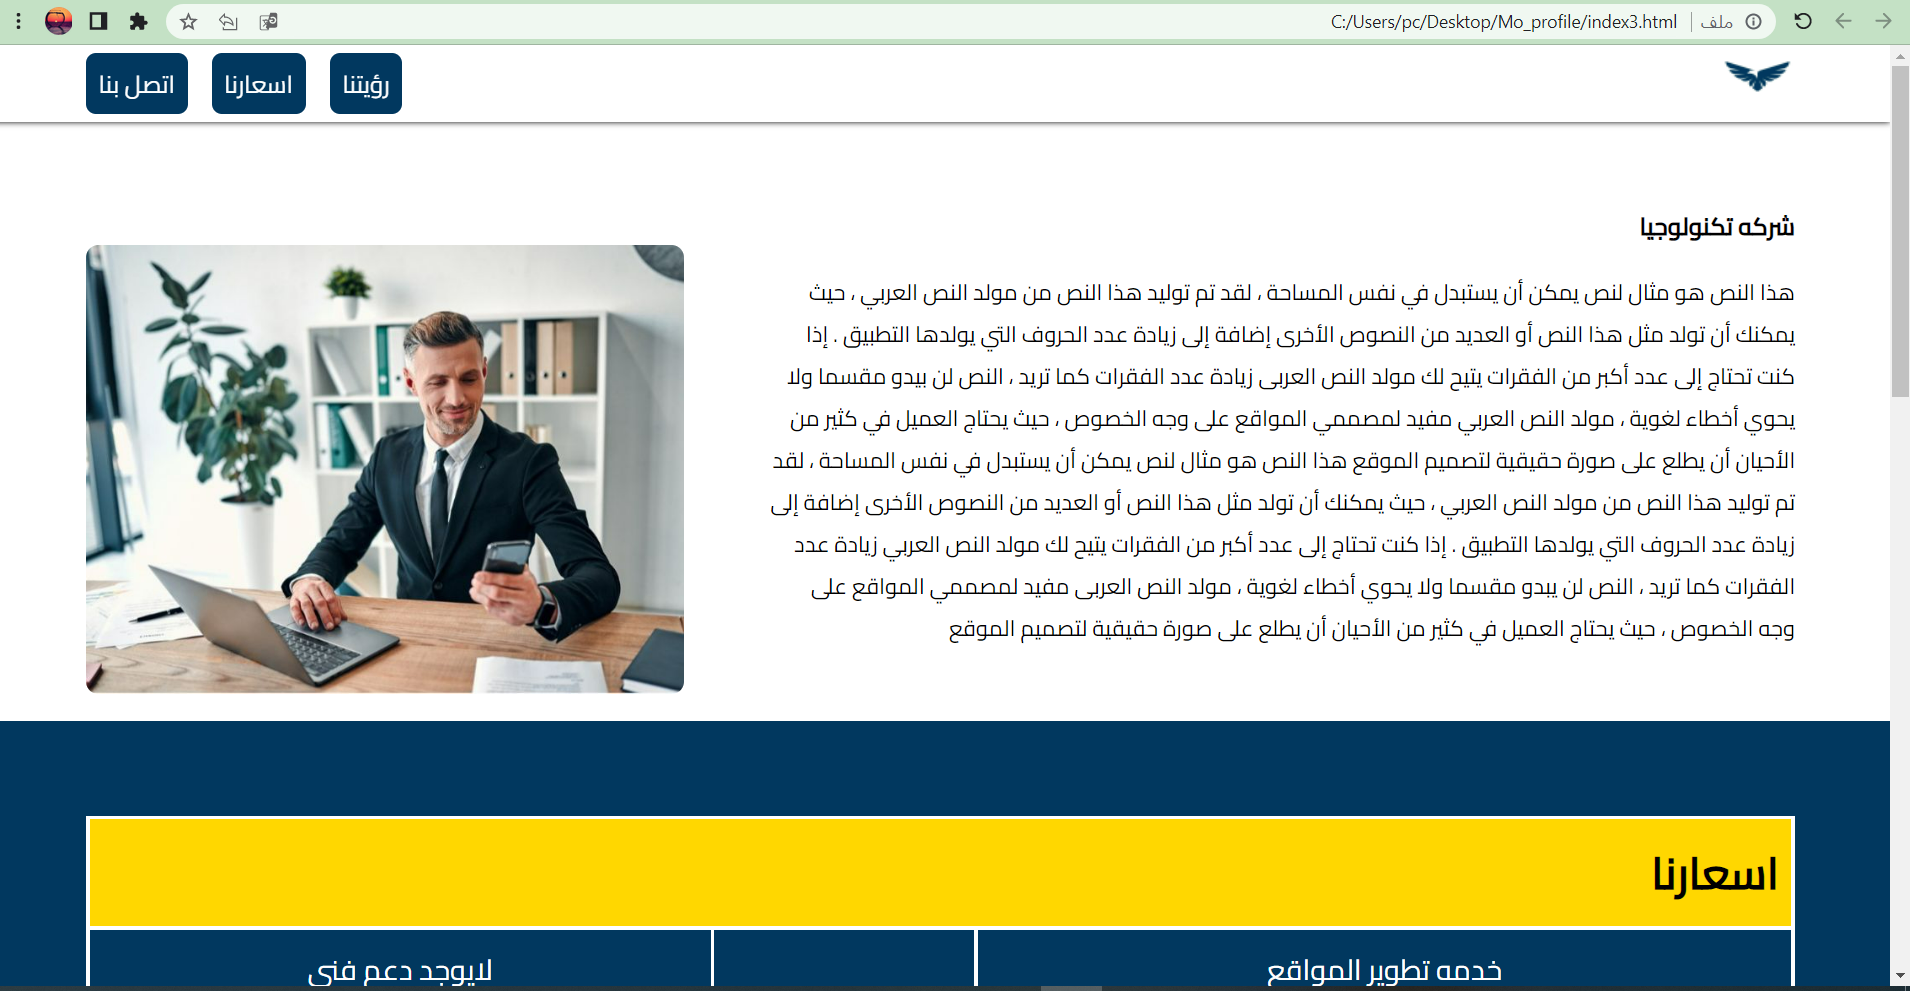 C:/Users/pc/Desktop/Mo_profile/index3.html | ملف
رؤيتنا
اسعارنا
اتصل بنا
شركه تكنولوجيا
هذا النص هو مثال لنص يمكن أن يستبدل في نفس المساحة ، لقد تم توليد هذا النص من مولد النص العربي ، حيث
يمكنك أن تولد مثل هذا النص أو العديد من النصوص الأخرى إضافة إلى زيادة عدد الحروف التي يولدها التطبيق . إذا
كنت تحتاج إلى عدد أكبر من الفقرات يتيح لك مولد النص العربى زيادة عدد الفقرات كما تريد ، النص لن يبدو مقسما ولا
يحوي أخطاء لغوية ، مولد النص العربي مفيد لمصممي المواقع على وجه الخصوص ، حيث يحتاج العميل في كثير من
الأحيان أن يطلع على صورة حقيقية لتصميم الموقع هذا النص هو مثال لنص يمكن أن يستبدل في نفس المساحة ، لقد
تم توليد هذا النص من مولد النص العربي ، حيث يمكنك أن تولد مثل هذا النص أو العديد من النصوص الأخرى إضافة إلى
زيادة عدد الحروف التي يولدها التطبيق . إذا كنت تحتاج إلى عدد أكبر من الفقرات يتيح لك مولد النص العربي زيادة عدد
الفقرات كما تريد ، النص لن يبدو مقسما ولا يحوي أخطاء لغوية ، مولد النص العربى مفيد لمصممي المواقع على
وجه الخصوص ، حيث يحتاج العميل في كثير من الأحيان أن يطلع على صورة حقيقية لتصميم الموقع
اسعارنا
خدمه تطوير المواقع
لايوجد دعم فني